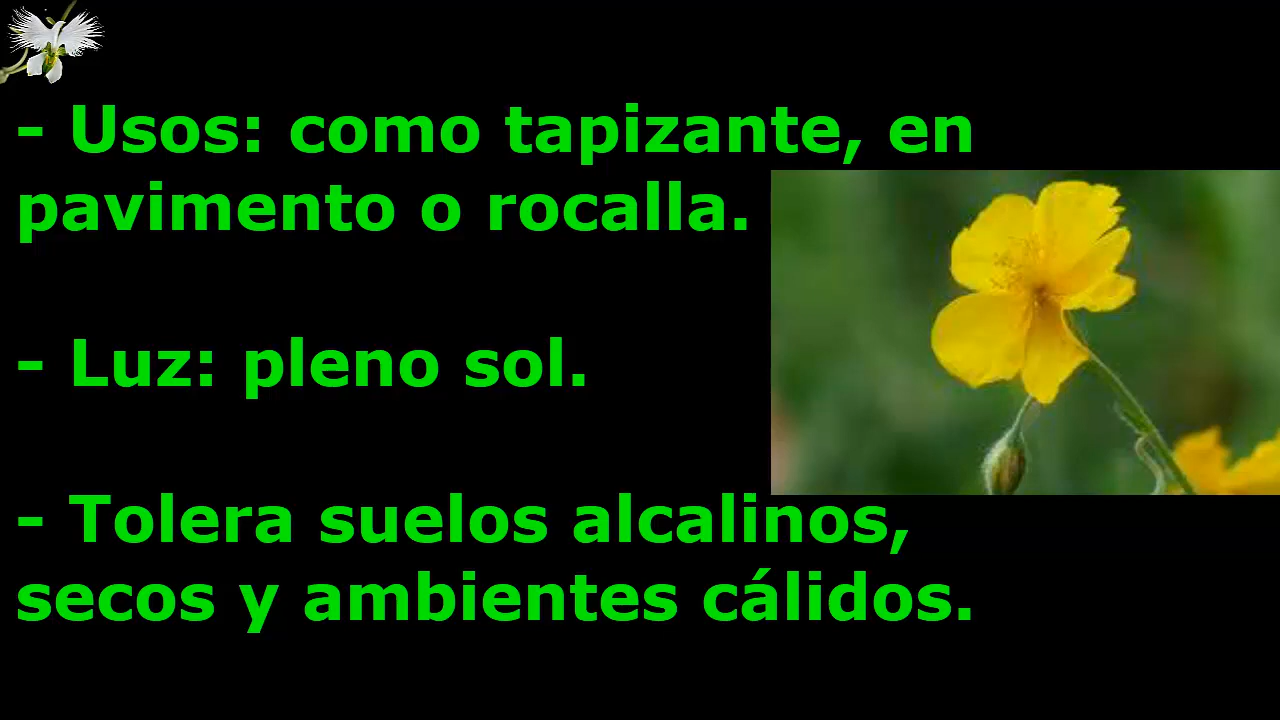 - Usos: como tapizante, en
pavimento o rocalla.
- Luz: pleno sol.
- Tolera suelos alcalinos,
secos y ambientes cálidos.